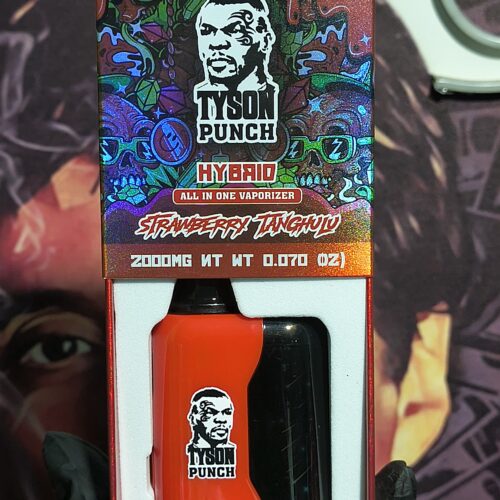 TYSON
PUNCH
HYBRID
ALL IN ONE VAPORIZER
STRAWBERRY TANGHULU
2000MG NT WT 0.070 OZ)
TYSON
PUNCH